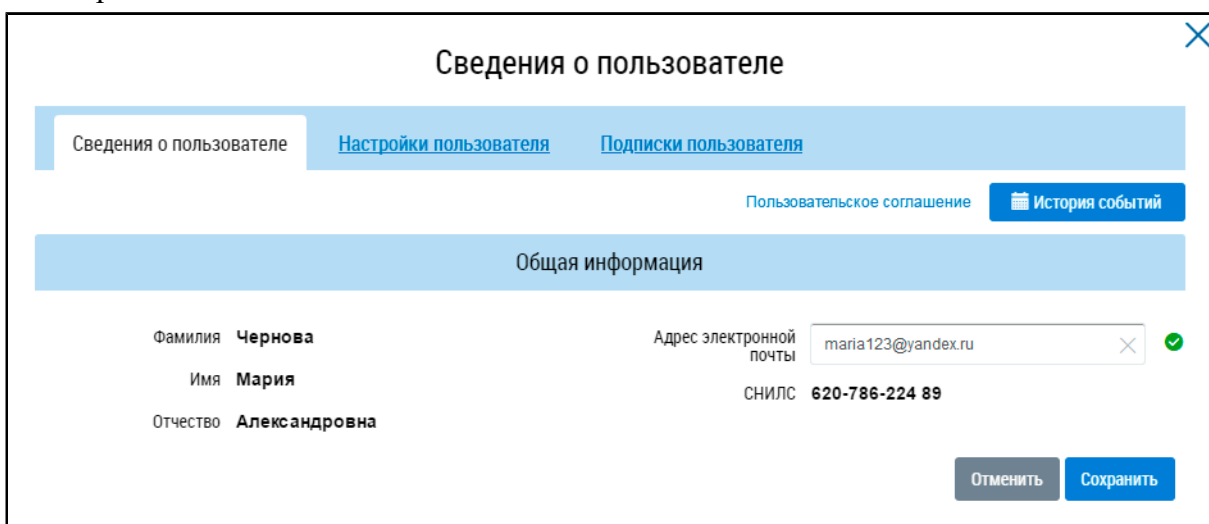 Сведения о пользователе
Сведения о пользователе Настройки пользователя Подписки пользователя
Пользовательское соглашение История событий
Общая информация
Фамилия Чернова
Имя Мария
Отчество Александровна
Адрес электронной
почты maria123@yandex.ru
СНИЛС 620-786-224 89
Отменить Сохранить